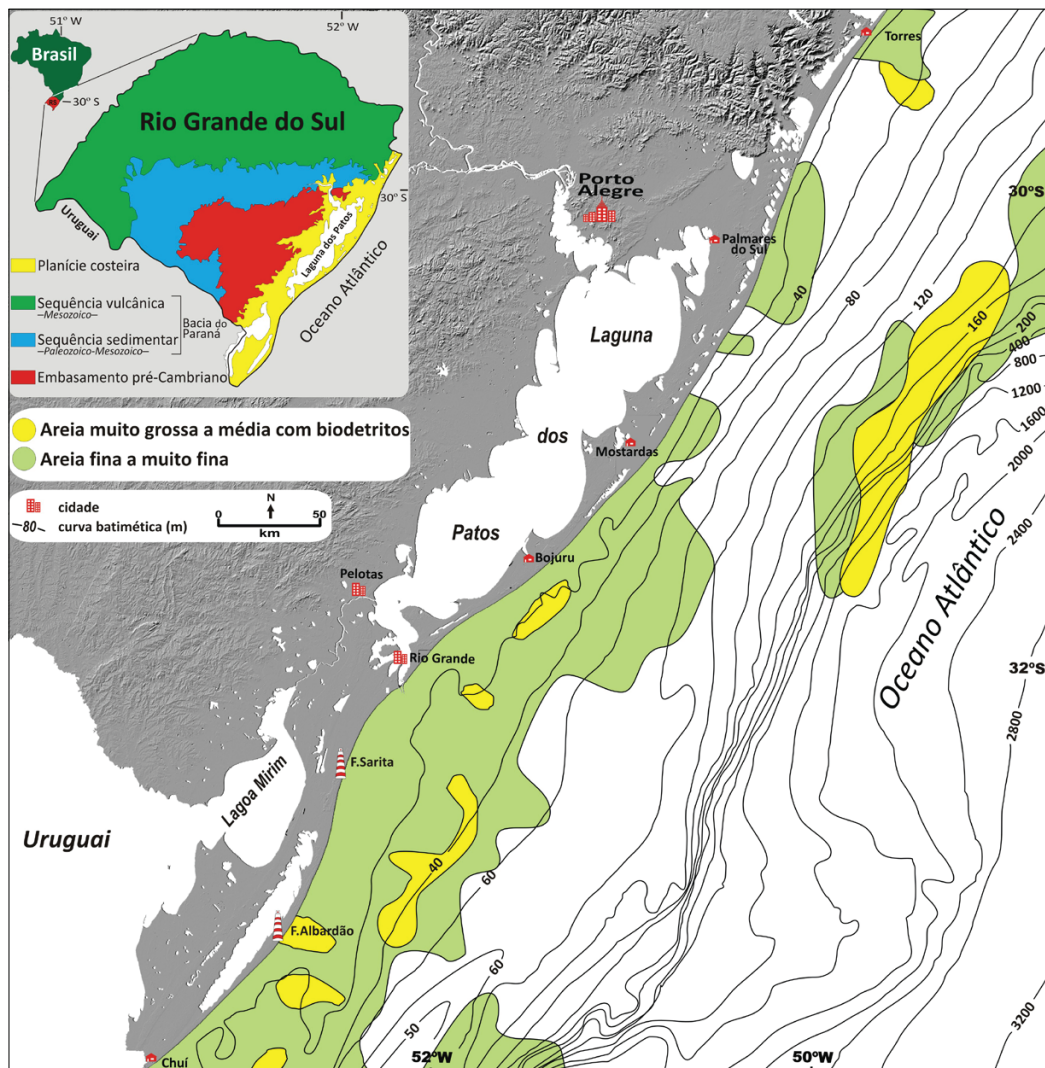 51° W
52° W
Brasil
RS
30° S
Rio Grande do Sul
30° S
Uruguai
Laguna dos Patos
Oceano Atlântico
Planície costeira
Sequência vulcânica
–Mesozoico–
Sequência sedimentar
–Paleozoico-Mesozoico–
Bacia do
Paraná
Embasamento pré-Cambriano
Areia muito grossa a média com biodetritos
Areia fina a muito fina
cidade
–80– curva batimética (m)
N
0 50
km
Torres
Porto
Alegre
30°S
Palmares
do Sul
40
80
120
160
200
400
800
1200
1600
2000
2400
Laguna
dos
Patos
Mostardas
Bojuru
Pelotas
Rio Grande
Oceano Atlântico
32°S
2800
F.Sarita
Lagoa Mirim
Uruguai
40
60
F.Albardão
60
50
3200
Chuí
52°W
50°W